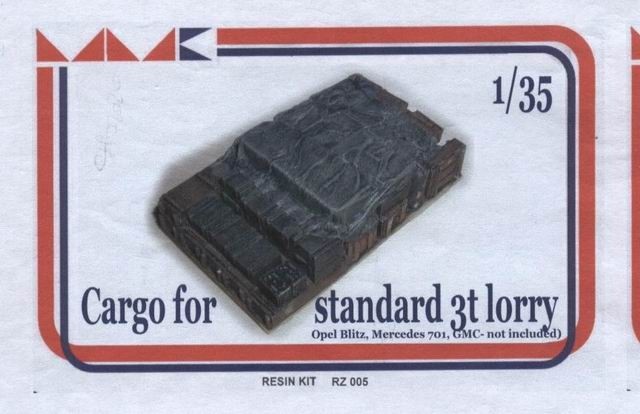 MMK
1/35
Cargo for standard 3t lorry
Opel Blitz, Mercedes 701, GMC- not included)
RESIN KIT RZ 005